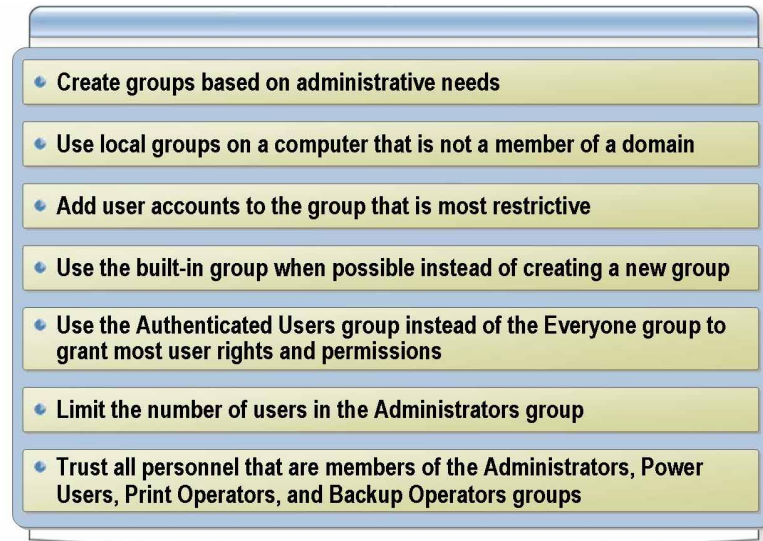 Create groups based on administrative needs
Use local groups on a computer that is not a member of a domain
Add user accounts to the group that is most restrictive
Use the built-in group when possible instead of creating a new group
Use the Authenticated Users group instead of the Everyone group to
grant most user rights and permissions
Limit the number of users in the Administrators group
Trust all personnel that are members of the Administrators, Power
Users, Print Operators, and Backup Operators groups